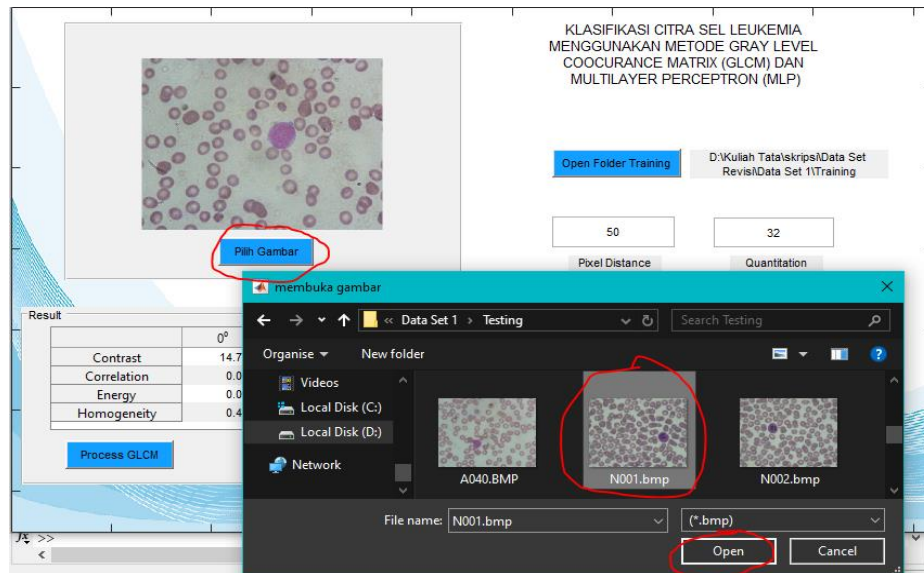 KLASIFIKASI CITRA SEL LEUKEMIA
MENGGUNAKAN METODE GRAY LEVEL
COOCURANCE MATRIX (GLCM) DAN
MULTILAYER PERCEPTRON (MLP)
Open Folder Training
D:\Kuliah Tata\skripsi\Data Set
Revisi\Data Set 1\Training
Pilih Gambar
50
32
Pixel Distance
Quantitation
Result
0⁰
Contrast 14.7
Correlation 0.0
Energy 0.0
Homogeneity 0.4
Process GLCM
membuka gambar
« Data Set 1 › Testing
Search Testing
Organise
New folder
Videos
Local Disk (C:)
Local Disk (D:)
Network
A040.BMP
N001.bmp
N002.bmp
File name: N001.bmp
(*.bmp)
Open
Cancel
fx >>